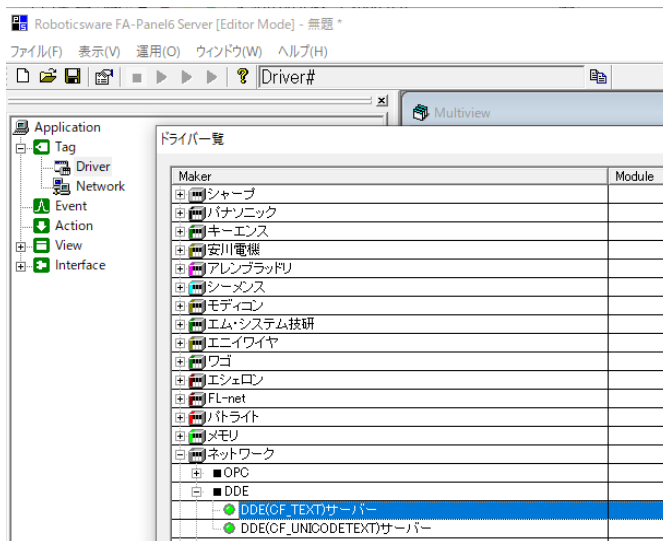 Roboticsware FA-Panel6 Server [Editor Mode] - 無題 *
ファイル(F) 表示(V) 運用(O) ウィンドウ(W) ヘルプ(H)
Driver#
Multiview
Application
Tag
Driver
Network
Event
Action
View
Interface
ドライバー覧
Maker Module
シャープ
パナソニック
キーエンス
安川電機
アレンブラッドリ
シーメンス
モディコン
エム・システム技研
エニイワイヤ
ワゴ
エシェロン
FL-net
パトライト
メモリ
ネットワーク
■OPC
■DDE
DDE(CF_TEXT)サーバー
DDE(CF_UNICODETEXT)サーバー